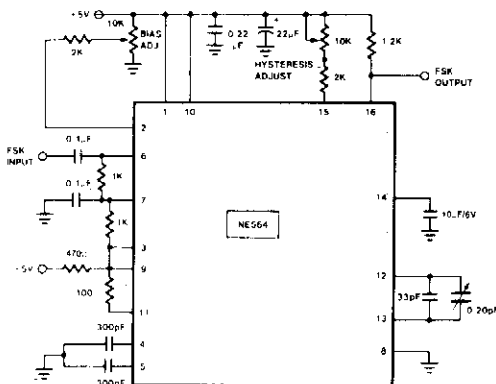 +5V
10K
BIAS
ADJ
2K
0.22
μF
+
22μF
10K
HYSTERESIS
ADJUST
2K
1.2K
FSK
OUTPUT
1
10
15
16
2
FSK
INPUT
0.1μF
6
1K
0.1μF
7
1K
3
470Ω
+5V
9
100
11
300pF
4
5
300pF
NE564
14
10μF/6V
12
33pF
0.20pF
13
8